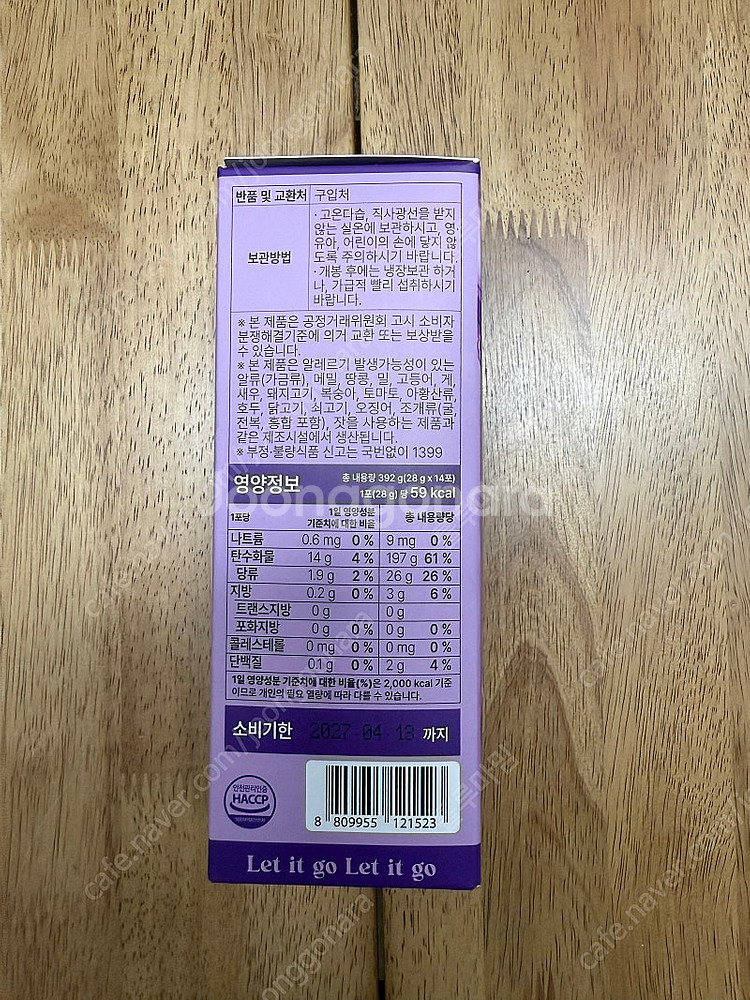 반품 및 교환처 구입처
보관방법
· 고온다습, 직사광선을 받지
않는 실온에 보관하시고, 영·
유아, 어린이의 손에 닿지 않
도록 주의하시기 바랍니다.
· 개봉 후에는 냉장보관 하거
나, 가급적 빨리 섭취하시기
바랍니다.
※ 본 제품은 공정거래위원회 고시 소비자
분쟁해결기준에 의거 교환 또는 보상받을
수 있습니다.
※ 본 제품은 알레르기 발생가능성이 있는
알류(가금류), 메밀, 땅콩, 밀, 고등어, 게,
새우, 돼지고기, 복숭아, 토마토, 아황산류,
호두, 닭고기, 쇠고기, 오징어, 조개류(굴,
전복, 홍합 포함), 잣을 사용하는 제품과
같은 제조시설에서 생산됩니다.
※ 부정·불량식품 신고는 국번없이 1399
영양정보
총 내용량 392 g(28 g x 14포)
1포(28 g) 당 59 kcal
1포당 1일 영양성분 기준치에 대한 비율 총 내용량당
나트륨 0.6 mg 0 % 9 mg 0 %
탄수화물 14 g 4 % 197 g 61 %
당류 1.9 g 2 % 26 g 26 %
지방 0.2 g 0 % 3 g 6 %
트랜스지방 0 g 0 g
포화지방 0 g 0 % 0 g 0 %
콜레스테롤 0 mg 0 % 0 mg 0 %
단백질 0.1 g 0 % 2 g 4 %
1일 영양성분 기준치에 대한 비율(%)은 2,000 kcal 기준
이므로 개인의 필요 열량에 따라 다를 수 있습니다.
소비기한 2027.04.13 까지
안전관리인증
HACCP
8 809955 121523
Let it go Let it go
joonggonara
cafe.naver.com/joonggonara